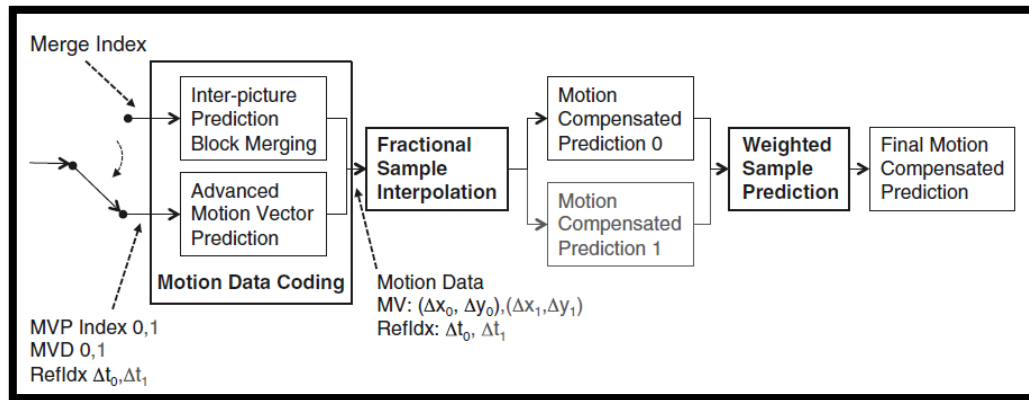 Merge Index
Inter-picture
Prediction
Block Merging
Advanced
Motion Vector
Prediction
Motion Data Coding
Fractional
Sample
Interpolation
Motion
Compensated
Prediction 0
Motion
Compensated
Prediction 1
Weighted
Sample
Prediction
Final Motion
Compensated
Prediction
MVP Index 0,1
MVD 0,1
RefIdx Δt₀,Δt₁
Motion Data
MV: (Δx₀, Δy₀),(Δx₁,Δy₁)
RefIdx: Δt₀, Δt₁